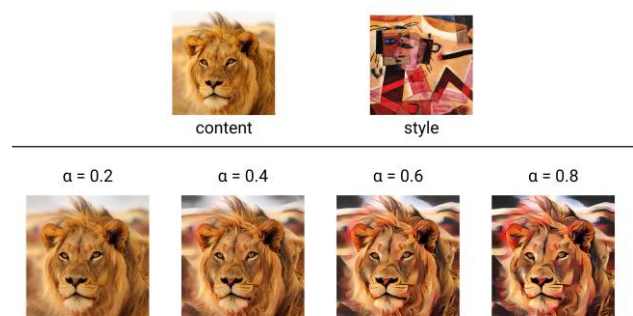 content
style
α = 0.2
α = 0.4
α = 0.6
α = 0.8